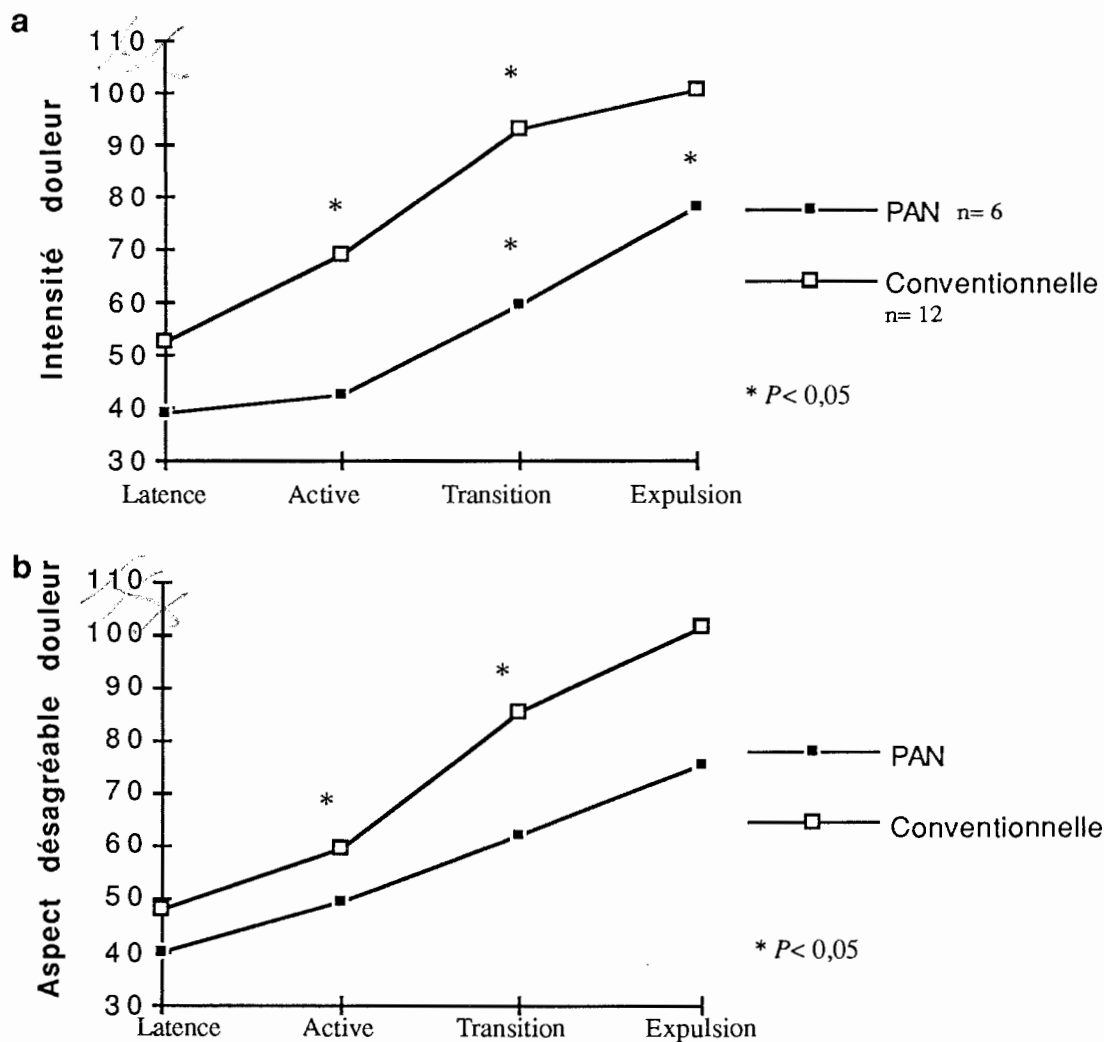 a
Intensité douleur
110
100
90
80
70
60
50
40
30
*
*
*
*
Latence Active Transition Expulsion
PAN n= 6
Conventionnelle
n= 12
* P< 0,05
b
Aspect désagréable douleur
110
100
90
80
70
60
50
40
30
*
*
Latence Active Transition Expulsion
PAN
Conventionnelle
* P< 0,05